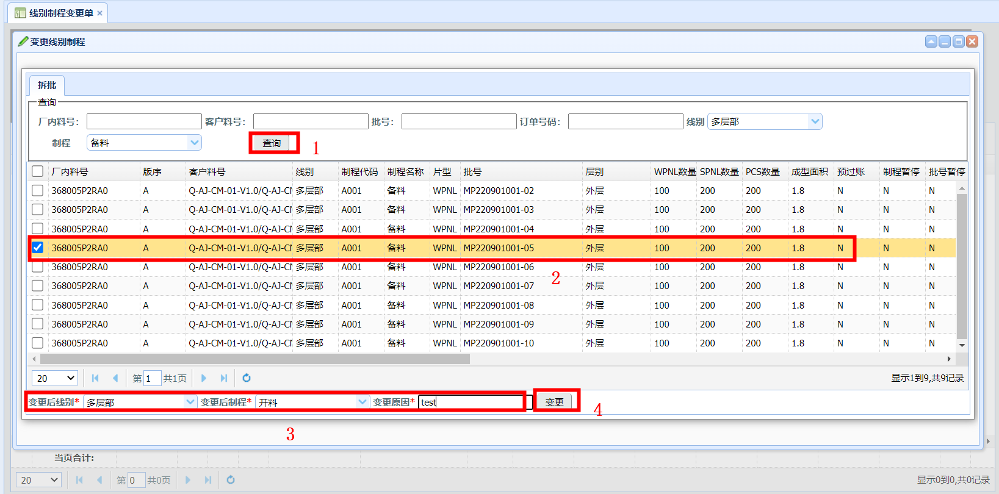 线别制程变更单
变更线别制程
拆批
查询
厂内料号： 客户料号： 批号： 订单号码： 线别 多层部
制程 备料 查询 1
厂内料号 版序 客户料号 线别 制程代码 制程名称 片型 批号 层别 WPNL数量 SPNL数量 PCS数量 成型面积 预过账 制程暂停 批号暂停
368005P2RA0 A Q-AJ-CM-01-V1.0/Q-AJ-CM 多层部 A001 备料 WPNL MP220901001-02 外层 100 200 200 1.8 N N N
368005P2RA0 A Q-AJ-CM-01-V1.0/Q-AJ-CM 多层部 A001 备料 WPNL MP220901001-03 外层 100 200 200 1.8 N N N
368005P2RA0 A Q-AJ-CM-01-V1.0/Q-AJ-CM 多层部 A001 备料 WPNL MP220901001-04 外层 100 200 200 1.8 N N N
368005P2RA0 A Q-AJ-CM-01-V1.0/Q-AJ-CM 多层部 A001 备料 WPNL MP220901001-05 外层 100 200 200 1.8 N N N
368005P2RA0 A Q-AJ-CM-01-V1.0/Q-AJ-CM 多层部 A001 备料 WPNL MP220901001-06 外层 100 200 200 1.8 N N N
2
368005P2RA0 A Q-AJ-CM-01-V1.0/Q-AJ-CM 多层部 A001 备料 WPNL MP220901001-07 外层 100 200 200 1.8 N N N
368005P2RA0 A Q-AJ-CM-01-V1.0/Q-AJ-CM 多层部 A001 备料 WPNL MP220901001-08 外层 100 200 200 1.8 N N N
368005P2RA0 A Q-AJ-CM-01-V1.0/Q-AJ-CM 多层部 A001 备料 WPNL MP220901001-09 外层 100 200 200 1.8 N N N
368005P2RA0 A Q-AJ-CM-01-V1.0/Q-AJ-CM 多层部 A001 备料 WPNL MP220901001-10 外层 100 200 200 1.8 N N N
20 第 1 共1页 显示1到9,共9记录
变更后线别* 多层部 变更后制程* 开料 变更原因* test 变更 4
3
当页合计:
20 第 0 共0页 显示0到0,共0记录